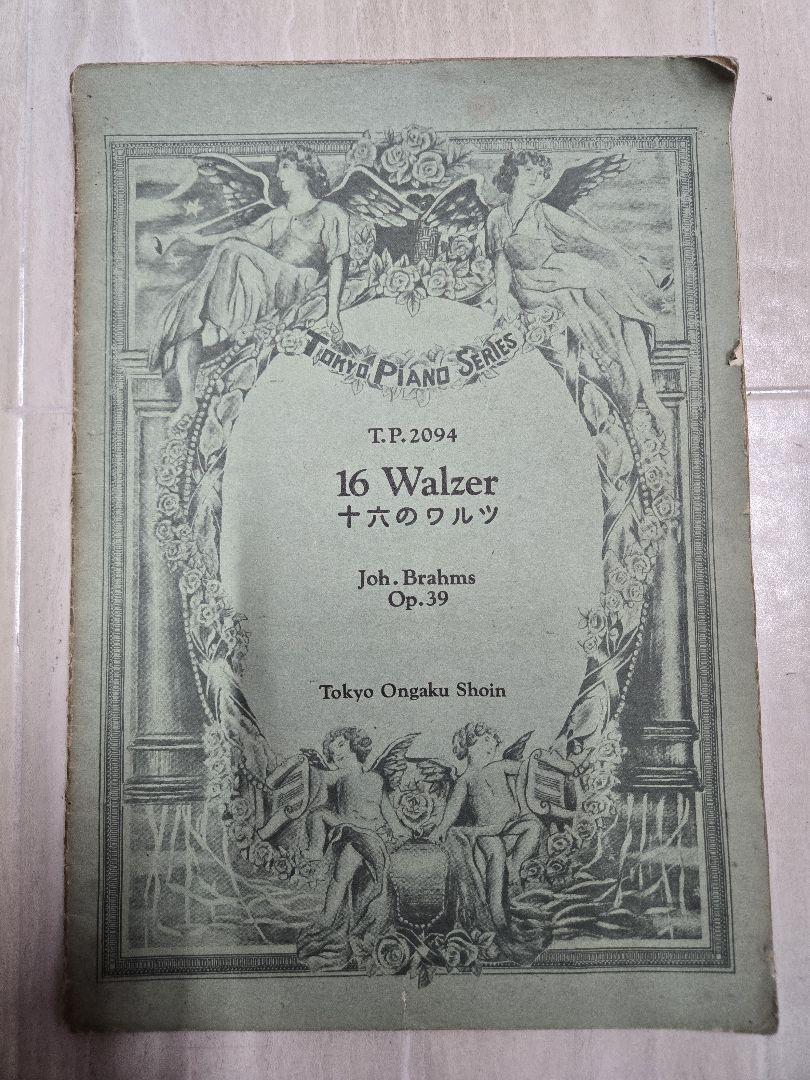 TOKYO PIANO SERIES
T.P.2094
16 Walzer
十六のワルツ
Joh.Brahms
Op.39
Tokyo Ongaku Shoin